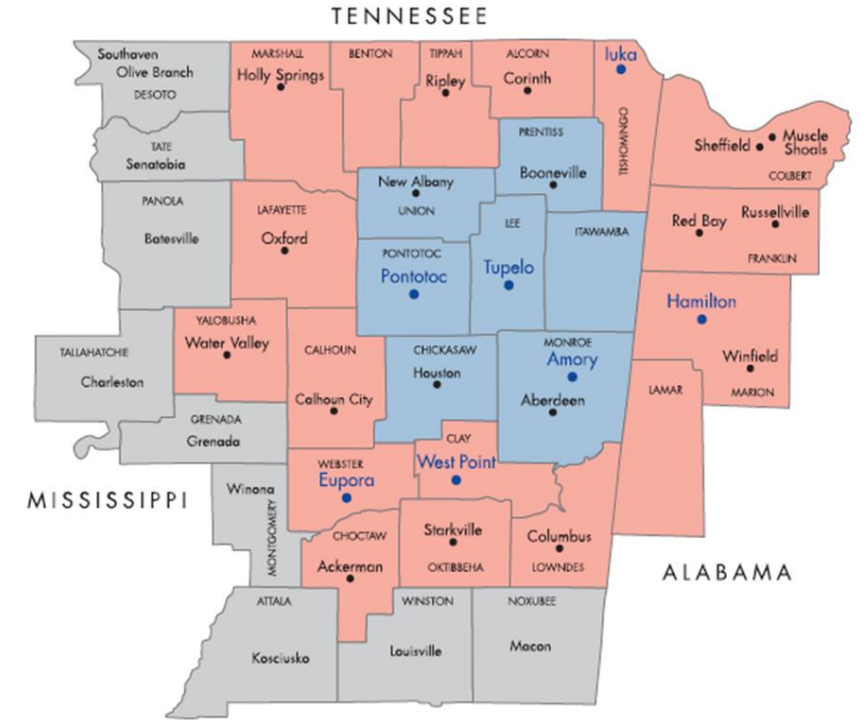 TENNESSEE
Southaven
Olive Branch
DESOTO
MARSHALL
Holly Springs
BENTON
TIPPAH
Ripley
ALCORN
Corinth
Iuka
TISHOMINGO
TATE
Senatobia
PRENTISS
Booneville
Sheffield
Muscle
Shoals
COLBERT
PANOLA
Batesville
LAFAYETTE
Oxford
New Albany
UNION
LEE
Tupelo
ITAWAMBA
Red Bay
Russellville
FRANKLIN
PONTOTOC
Pontotoc
Hamilton
Winfield
MARION
TALLAHATCHIE
Charleston
YALOBUSHA
Water Valley
CALHOUN
Calhoun City
CHICKASAW
Houston
MONROE
Amory
Aberdeen
LAMAR
GRENADA
Grenada
CLAY
West Point
WEBSTER
Eupora
MISSISSIPPI
Winona
MONTGOMERY
CHOCTAW
Ackerman
Starkville
OKTIBBEHA
Columbus
LOWNDES
ALABAMA
ATTALA
Kosciusko
WINSTON
Louisville
NOXUBEE
Macon